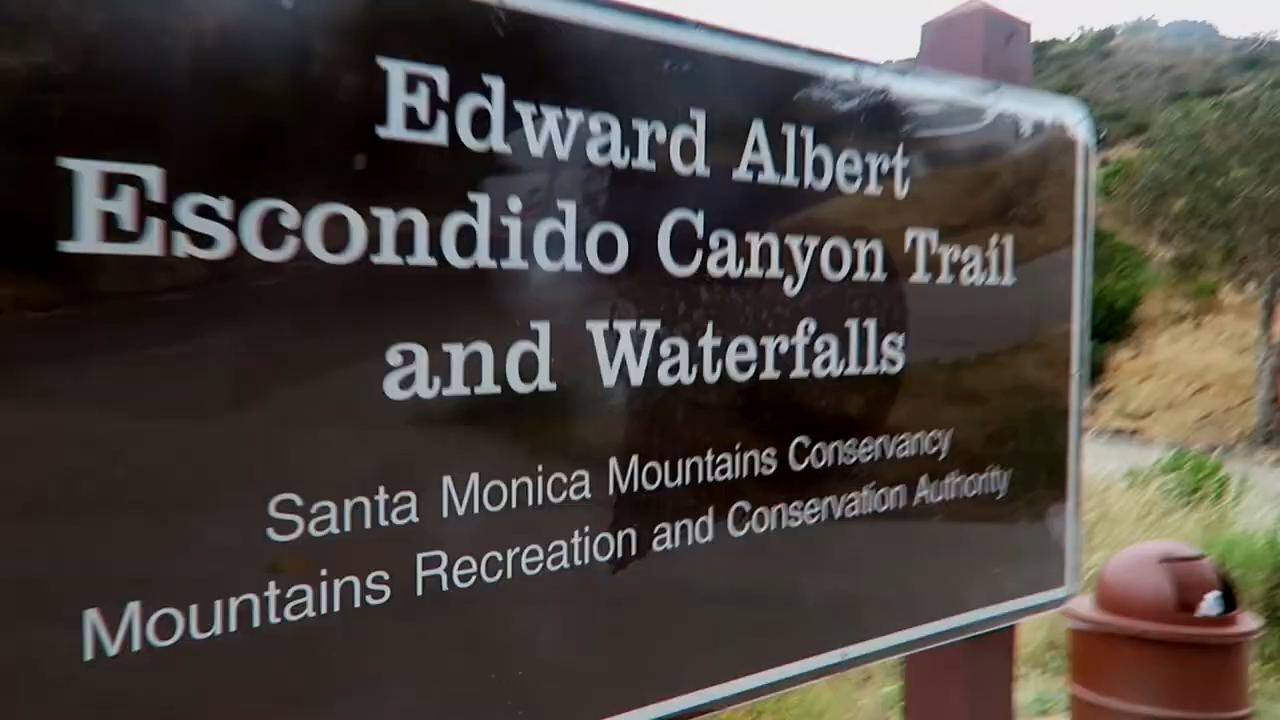 Edward Albert
Escondido Canyon Trail
and Waterfalls
Santa Monica Mountains Conservancy
Mountains Recreation and Conservation Authority